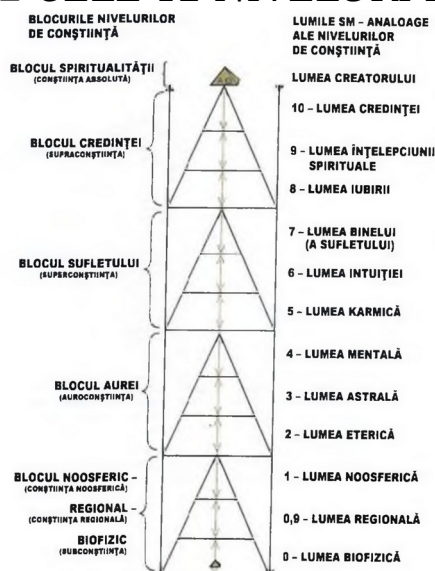 BLOCURILE NIVELURILOR
DE CONȘTIINȚĂ
BLOCUL SPIRITUALITĂȚII
(CONȘTIINȚA ABSOLUTĂ)
BLOCUL CREDINȚEI
(SUPRACONȘTIINȚA)
BLOCUL SUFLETULUI
(SUPERCONȘTIINȚA)
BLOCUL AUREI
(AUROCONȘTIINȚA)
BLOCUL NOOSFERIC –
(CONȘTIINȚA NOOSFERICĂ)
REGIONAL –
(CONȘTIINȚA REGIONALĂ)
BIOFIZIC
(SUBCONȘTIINȚA)
LUMILE SM – ANALOAGE
ALE NIVELURILOR
DE CONȘTIINȚĂ
LUMEA CREATORULUI
10 – LUMEA CREDINȚEI
9 – LUMEA ÎNȚELEPCIUNII
SPIRITUALE
8 – LUMEA IUBIRII
7 – LUMEA BINELUI
(A SUFLETULUI)
6 – LUMEA INTUIȚIEI
5 – LUMEA KARMICĂ
4 – LUMEA MENTALĂ
3 – LUMEA ASTRALĂ
2 – LUMEA ETERICĂ
1 – LUMEA NOOSFERICĂ
0,9 – LUMEA REGIONALĂ
0 – LUMEA BIOFIZICĂ